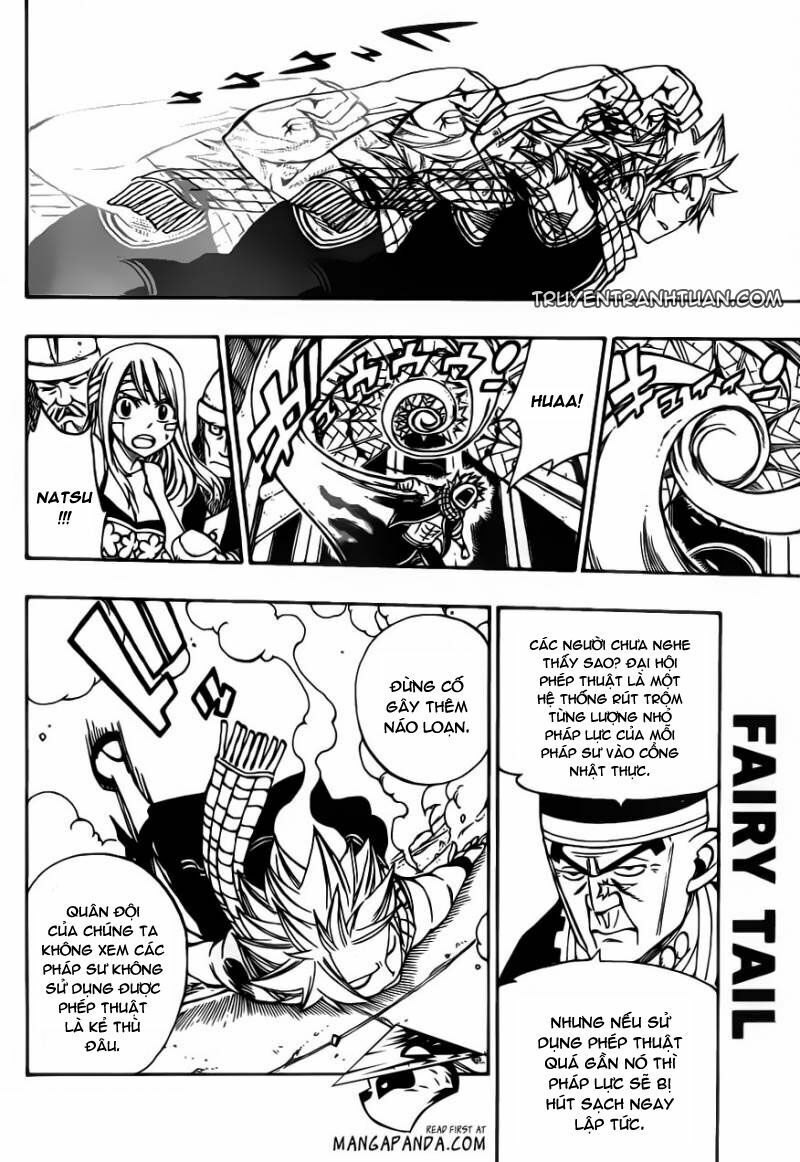 TRUYENTRANHTUAN.COM
HUAA!
NATSU
!!!
CÁC NGƯỜI CHƯA NGHE
THẤY SAO? ĐẠI HỘI
PHÉP THUẬT LÀ MỘT
HỆ THỐNG RÚT TRỘM
TỪNG LƯỢNG NHỎ
PHÁP LỰC CỦA MỖI
PHÁP SƯ VÀO CỔNG
NHẬT THỰC.
NHƯNG NẾU SỬ
DỤNG PHÉP THUẬT
QUÁ GẦN NÓ THÌ
PHÁP LỰC SẼ BỊ
HÚT SẠCH NGAY
LẬP TỨC.
ĐỪNG CỐ
GÂY THÊM
NÁO LOẠN.
QUÂN ĐỘI
CỦA CHÚNG TA
KHÔNG XEM CÁC
PHÁP SƯ KHÔNG
SỬ DỤNG ĐƯỢC
PHÉP THUẬT
LÀ KẺ THÙ
ĐÂU.
FAIRY TAIL
READ FIRST AT
MANGAPANDA.COM